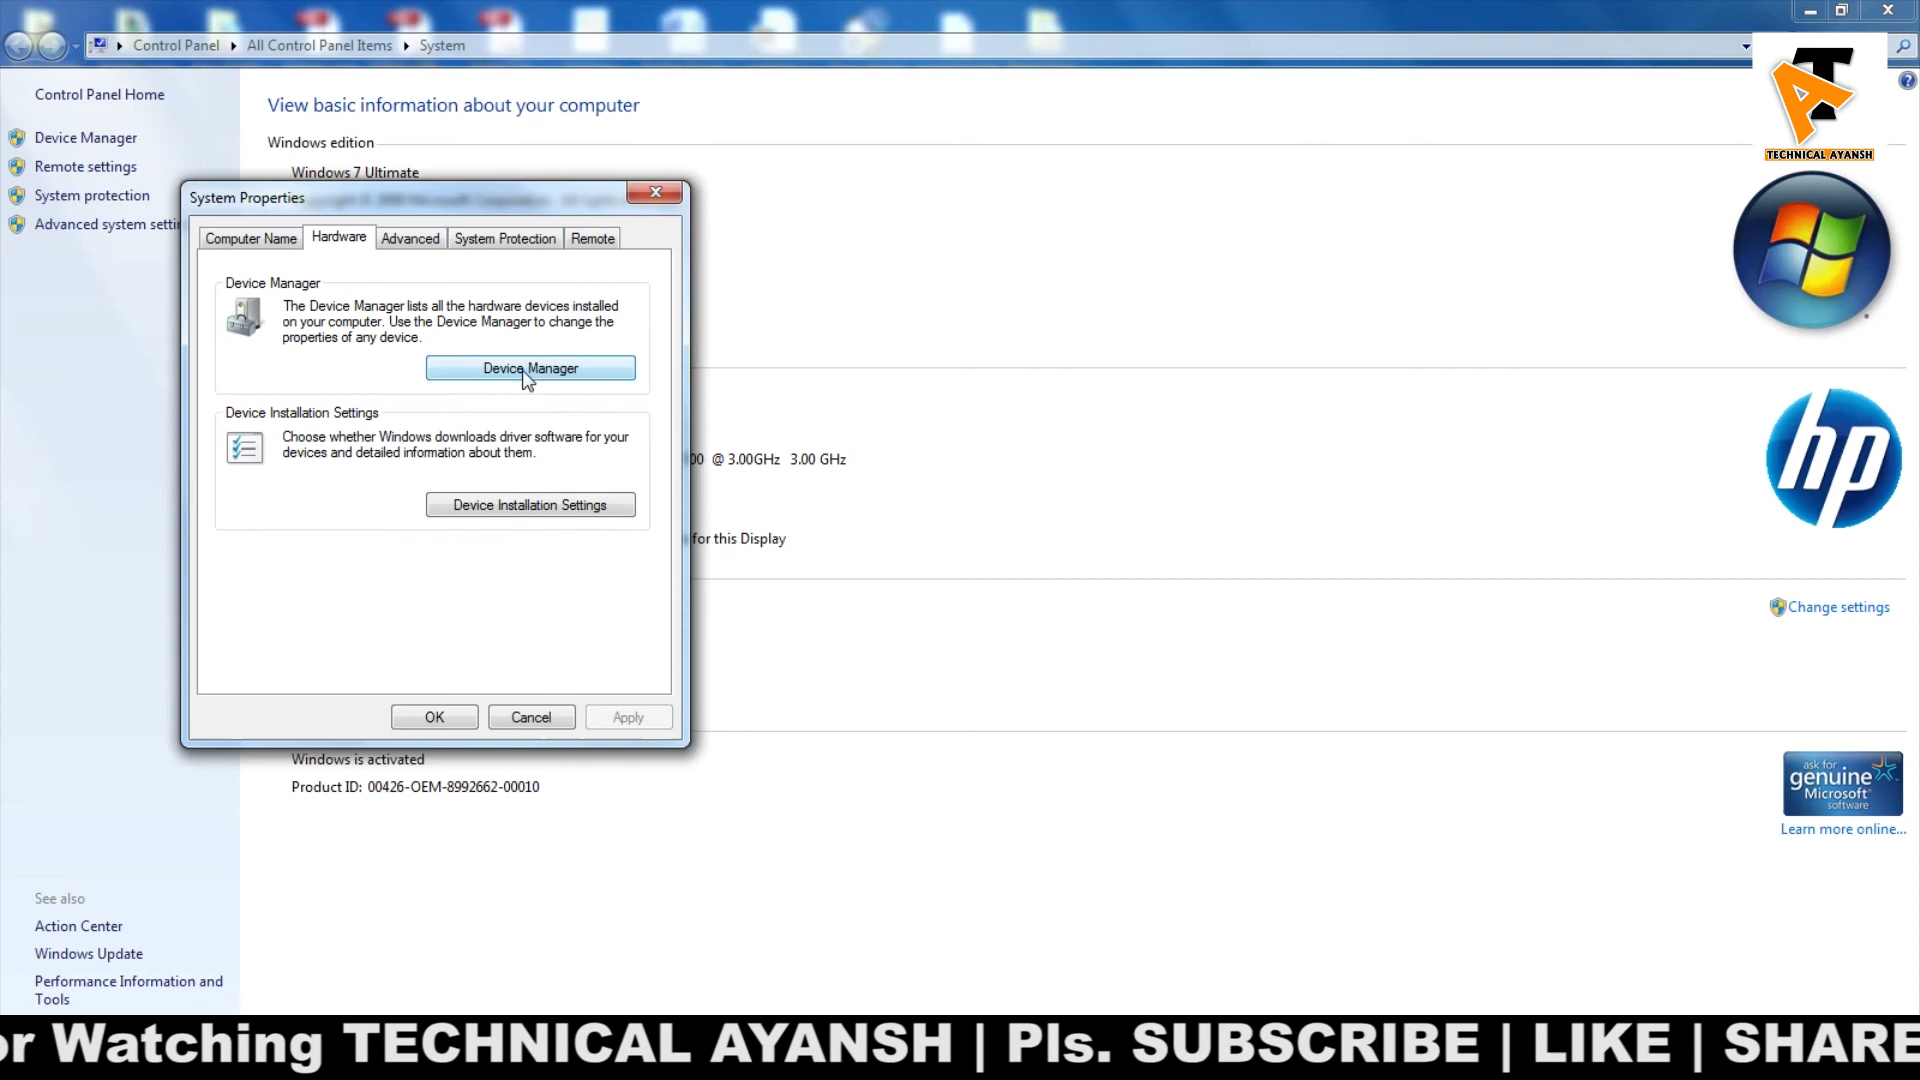 Control Panel
All Control Panel Items
System
TECHNICAL AYANSH
Control Panel Home
Device Manager
Remote settings
System protection
Advanced system setti
View basic information about your computer
Windows edition
Windows 7 Ultimate
System Properties
Computer Name
Hardware
Advanced
System Protection
Remote
Device Manager
The Device Manager lists all the hardware devices installed
on your computer. Use the Device Manager to change the
properties of any device.
Device Manager
Device Installation Settings
Choose whether Windows downloads driver software for your
devices and detailed information about them.
Device Installation Settings
OK
Cancel
Apply
00 @ 3.00GHz 3.00 GHz
for this Display
hp
Change settings
Windows is activated
Product ID: 00426-OEM-8992662-00010
ask for
genuine
Microsoft
software
Learn more online...
See also
Action Center
Windows Update
Performance Information and
Tools
or Watching TECHNICAL AYANSH | Pls. SUBSCRIBE | LIKE | SHARE